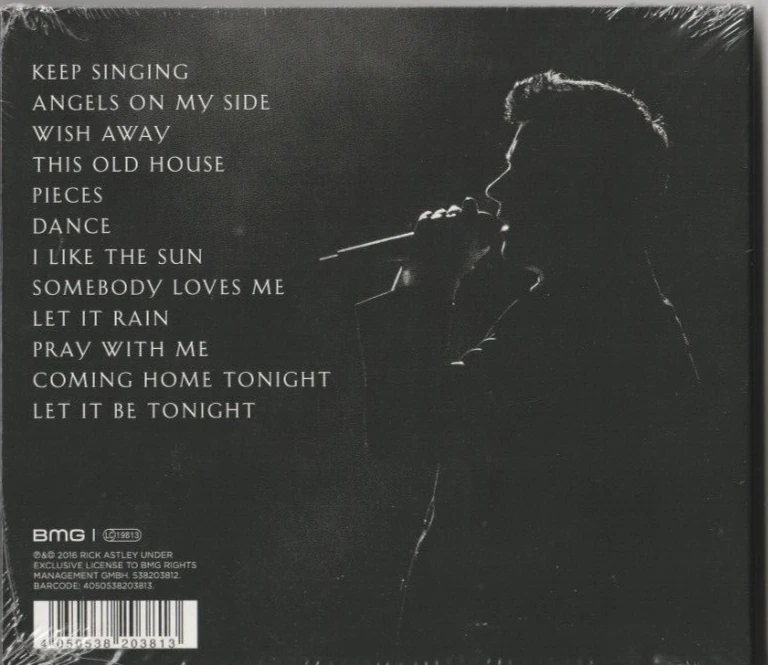 KEEP SINGING
ANGELS ON MY SIDE
WISH AWAY
THIS OLD HOUSE
PIECES
DANCE
I LIKE THE SUN
SOMEBODY LOVES ME
LET IT RAIN
PRAY WITH ME
COMING HOME TONIGHT
LET IT BE TONIGHT
BMG | LC 19813
℗&© 2016 RICK ASTLEY UNDER
EXCLUSIVE LICENSE TO BMG RIGHTS
MANAGEMENT GMBH. 538203812.
BARCODE: 4050538203813.
4 050538 203813